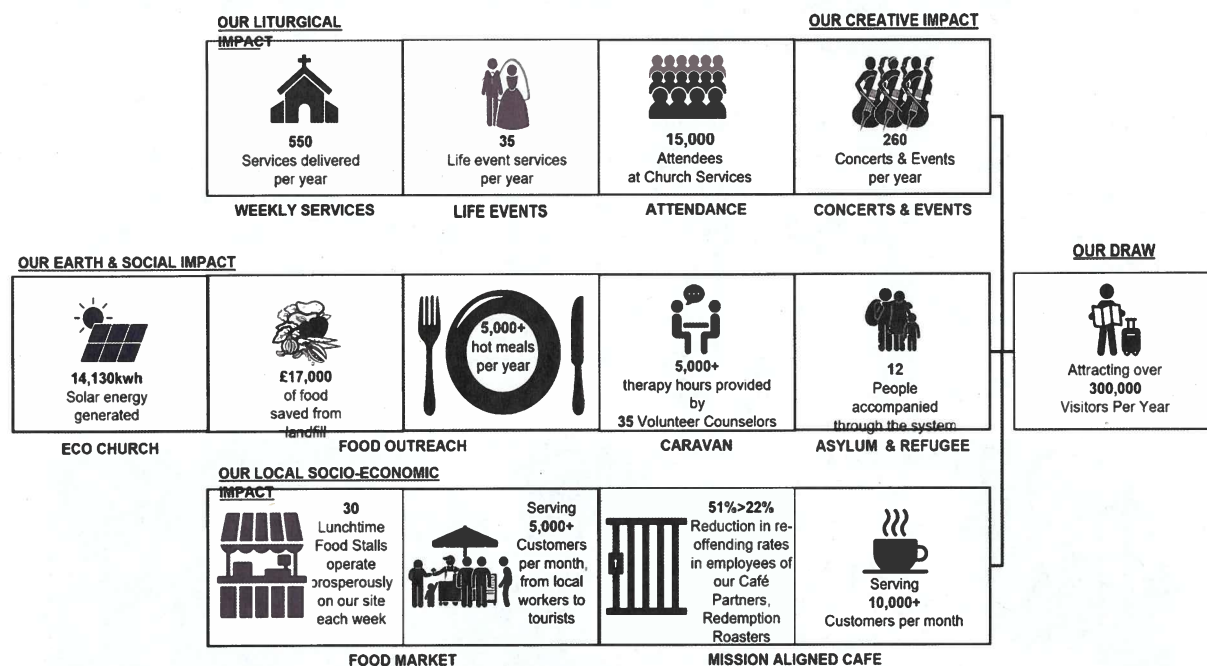 OUR LITURGICAL
IMPACT
OUR CREATIVE IMPACT
550
Services delivered
per year
35
Life event services
per year
15,000
Attendees
at Church Services
260
Concerts & Events
per year
WEEKLY SERVICES
LIFE EVENTS
ATTENDANCE
CONCERTS & EVENTS
OUR EARTH & SOCIAL IMPACT
OUR DRAW
14,130kwh
Solar energy
generated
£17,000
of food
saved from
landfill
5,000+
hot meals
per year
5,000+
therapy hours provided
by
35 Volunteer Counselors
12
People
accompanied
through the system
Attracting over
300,000
Visitors Per Year
ECO CHURCH
FOOD OUTREACH
CARAVAN
ASYLUM & REFUGEE
OUR LOCAL SOCIO-ECONOMIC
IMPACT
30
Lunchtime
Food Stalls
operate
prosperously
on our site
each week
Serving
5,000+
Customers
per month,
from local
workers to
tourists
51%>22%
Reduction in re-
offending rates
in employees of
our Café
Partners,
Redemption
Roasters
Serving
10,000+
Customers per month
FOOD MARKET
MISSION ALIGNED CAFE